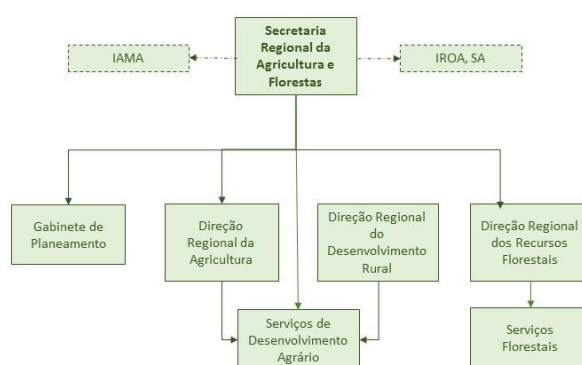 Secretaria
Regional da
Agricultura e
Florestas
IAMA
IROA, SA
Gabinete de
Planeamento
Direção
Regional da
Agricultura
Direção Regional
do
Desenvolvimento
Rural
Direção Regional
dos Recursos
Florestais
Serviços de
Desenvolvimento
Agrário
Serviços
Florestais